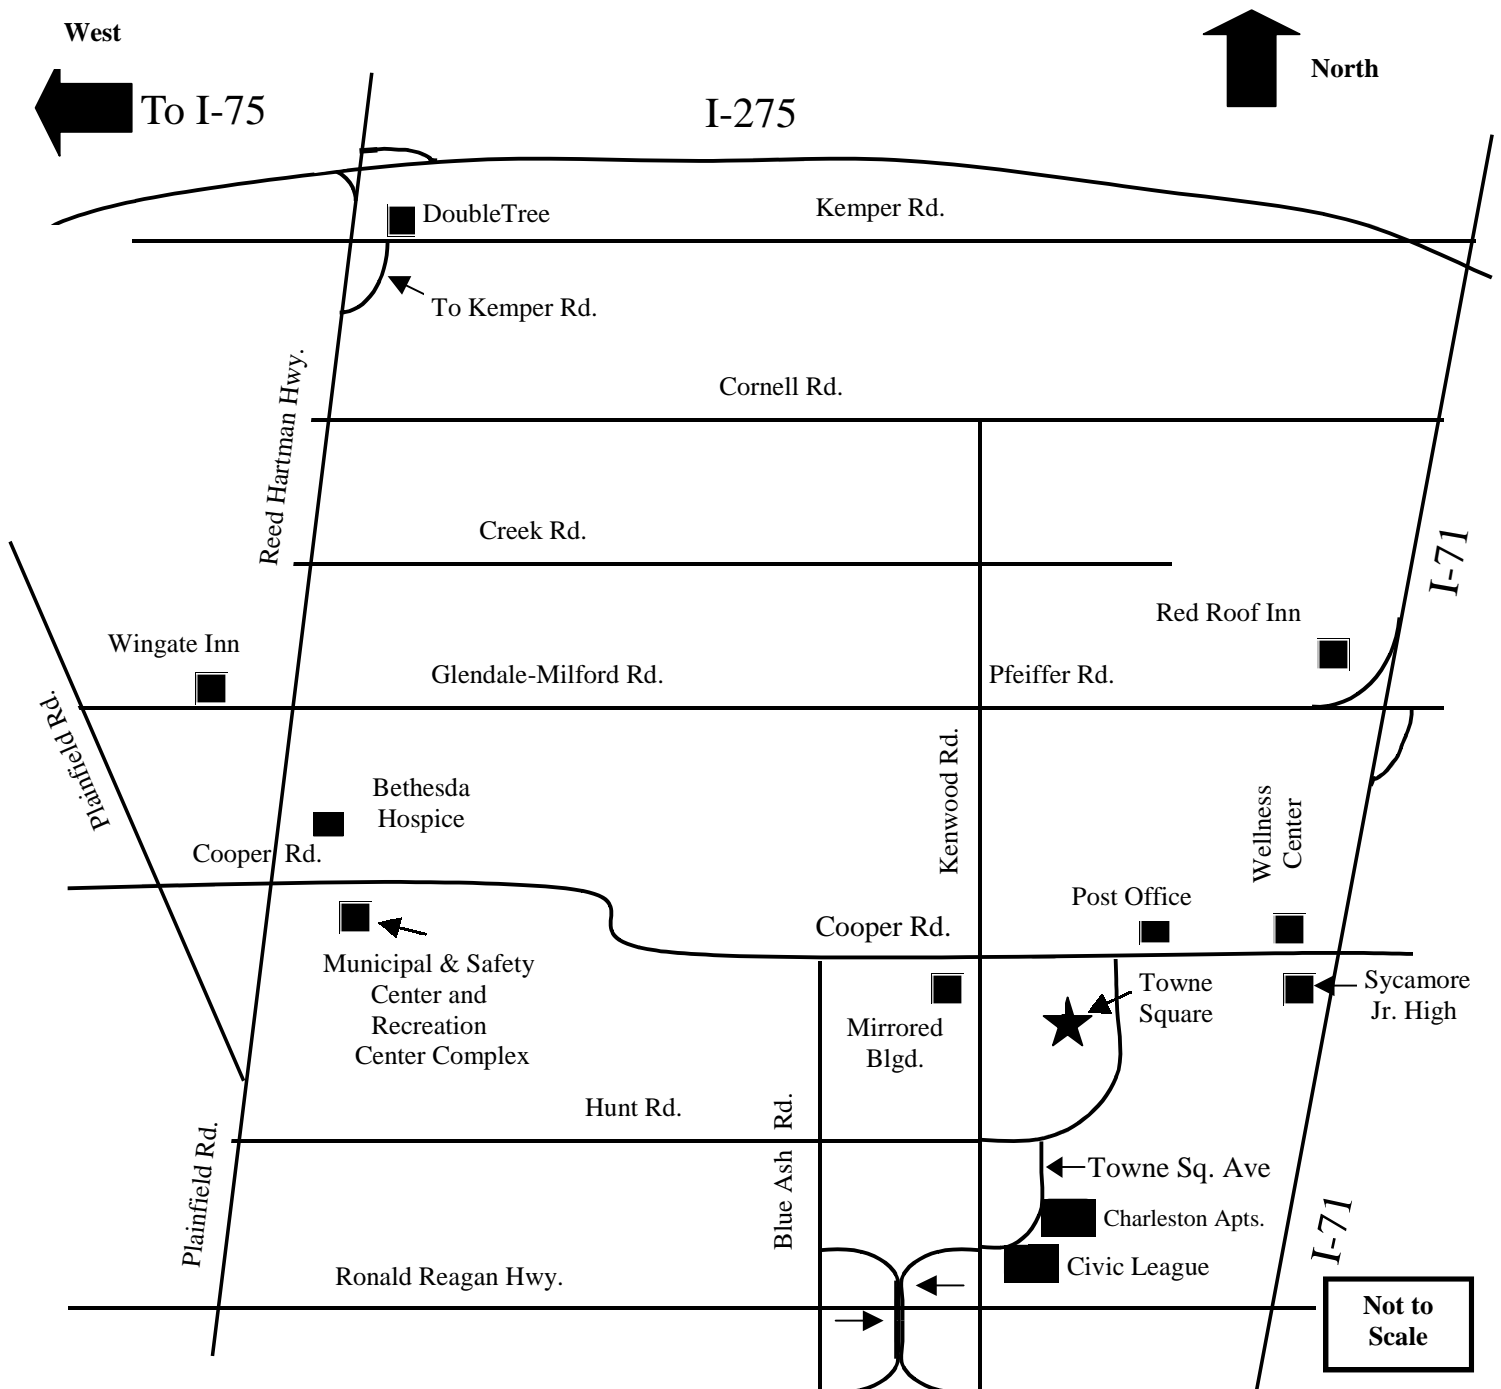 West
North
To I-75
I-275
DoubleTree
Kemper Rd.
To Kemper Rd.
Reed Hartman Hwy.
Cornell Rd.
Creek Rd.
I-71
Red Roof Inn
Wingate Inn
Glendale-Milford Rd.
Pfeiffer Rd.
Plainfield Rd.
Bethesda
Hospice
Kenwood Rd.
Wellness
Center
Cooper Rd.
Post Office
Cooper Rd.
Municipal & Safety
Center and
Recreation
Center Complex
Towne
Square
Sycamore
Jr. High
Mirrored
Blgd.
Hunt Rd.
Blue Ash Rd.
Plainfield Rd.
Towne Sq. Ave
Charleston Apts.
I-71
Civic League
Ronald Reagan Hwy.
Not to
Scale